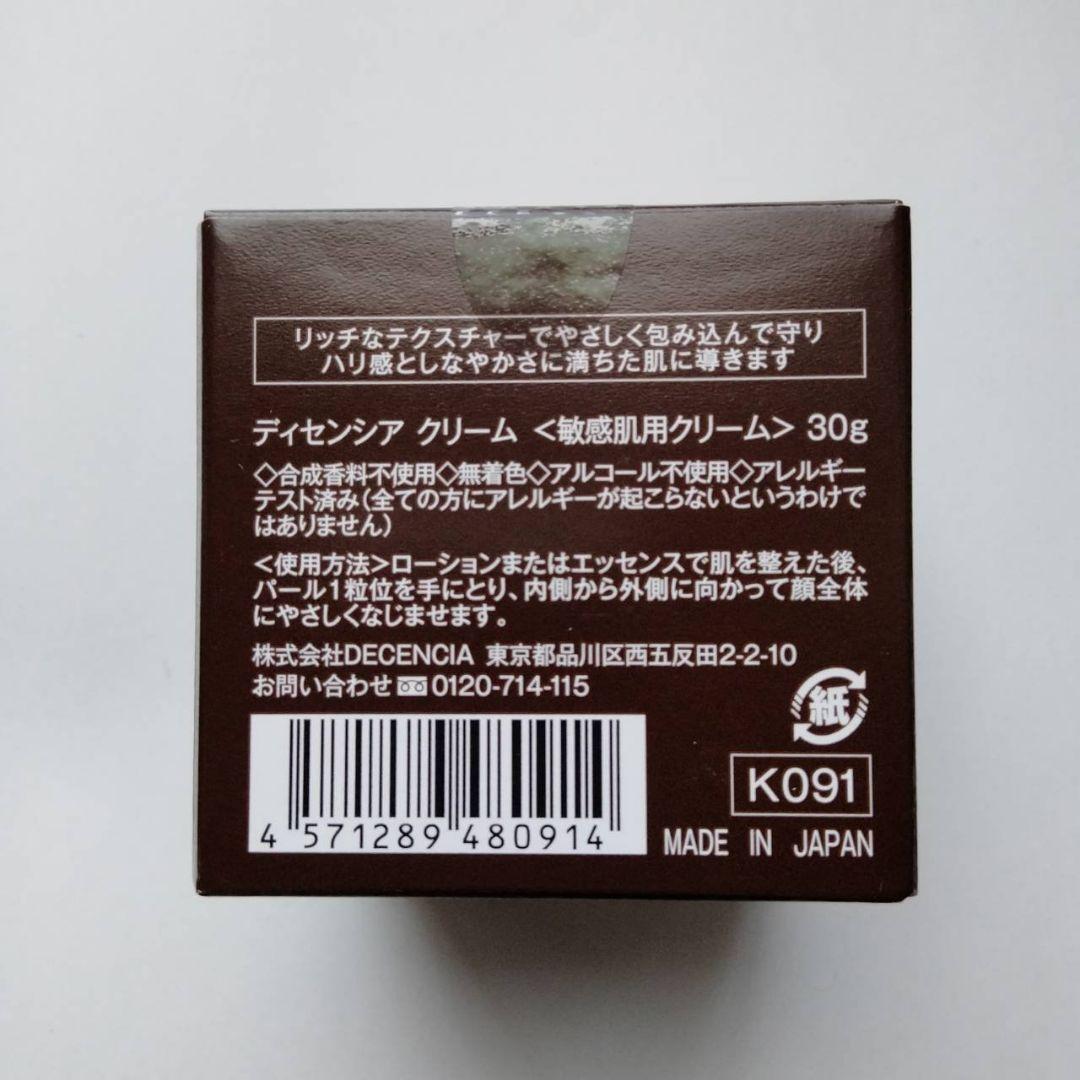 リッチなテクスチャーでやさしく包み込んで守り
ハリ感としなやかさに満ちた肌に導きます
ディセンシア クリーム <敏感肌用クリーム> 30g
◇合成香料不使用◇無着色◇アルコール不使用◇アレルギー
テスト済み(全ての方にアレルギーが起こらないというわけで
はありません)
<使用方法>ローションまたはエッセンスで肌を整えた後、
パール1粒位を手にとり、内側から外側に向かって顔全体
にやさしくなじませます。
株式会社DECENCIA 東京都品川区西五反田2-2-10
お問い合わせ 0120-714-115
紙
K091
4 571289 480914
MADE IN JAPAN